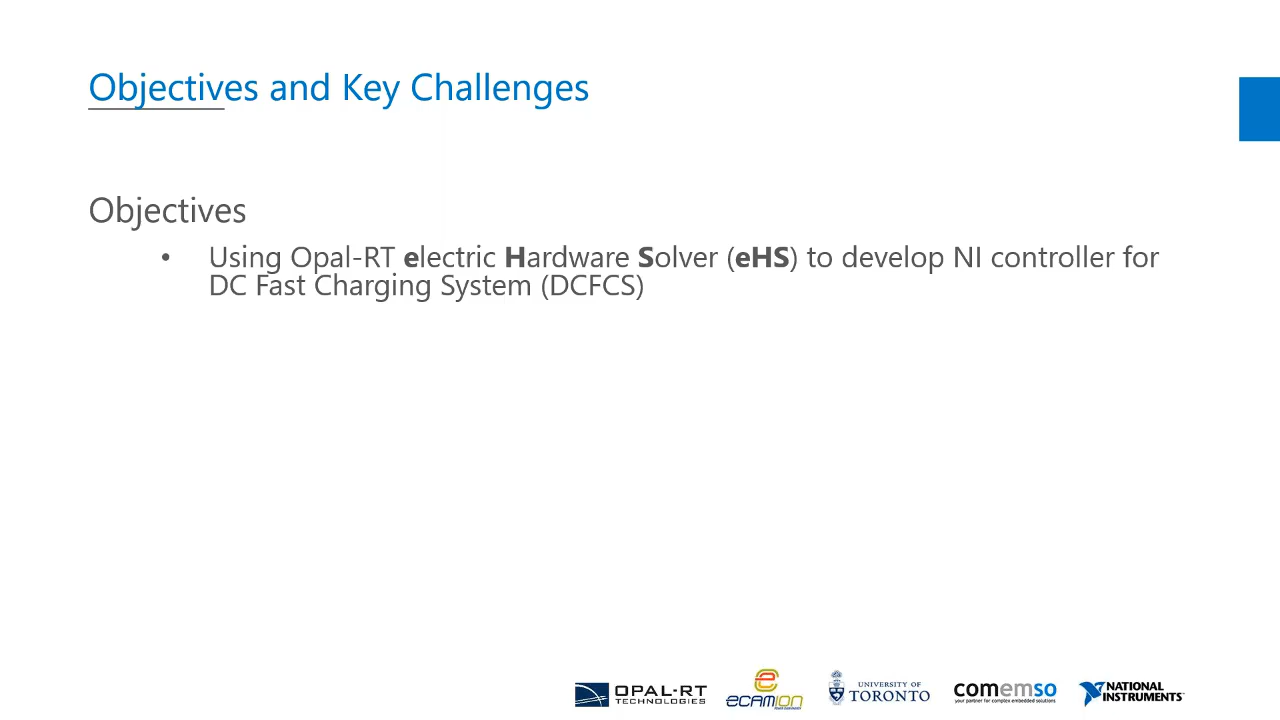 Objectives and Key Challenges
Objectives
• Using Opal-RT electric Hardware Solver (eHS) to develop NI controller for
DC Fast Charging System (DCFCS)
OPAL-RT
TECHNOLOGIES
ecamion
UNIVERSITY OF
TORONTO
comemso
your partner for complex embedded solutions
NATIONAL
INSTRUMENTS